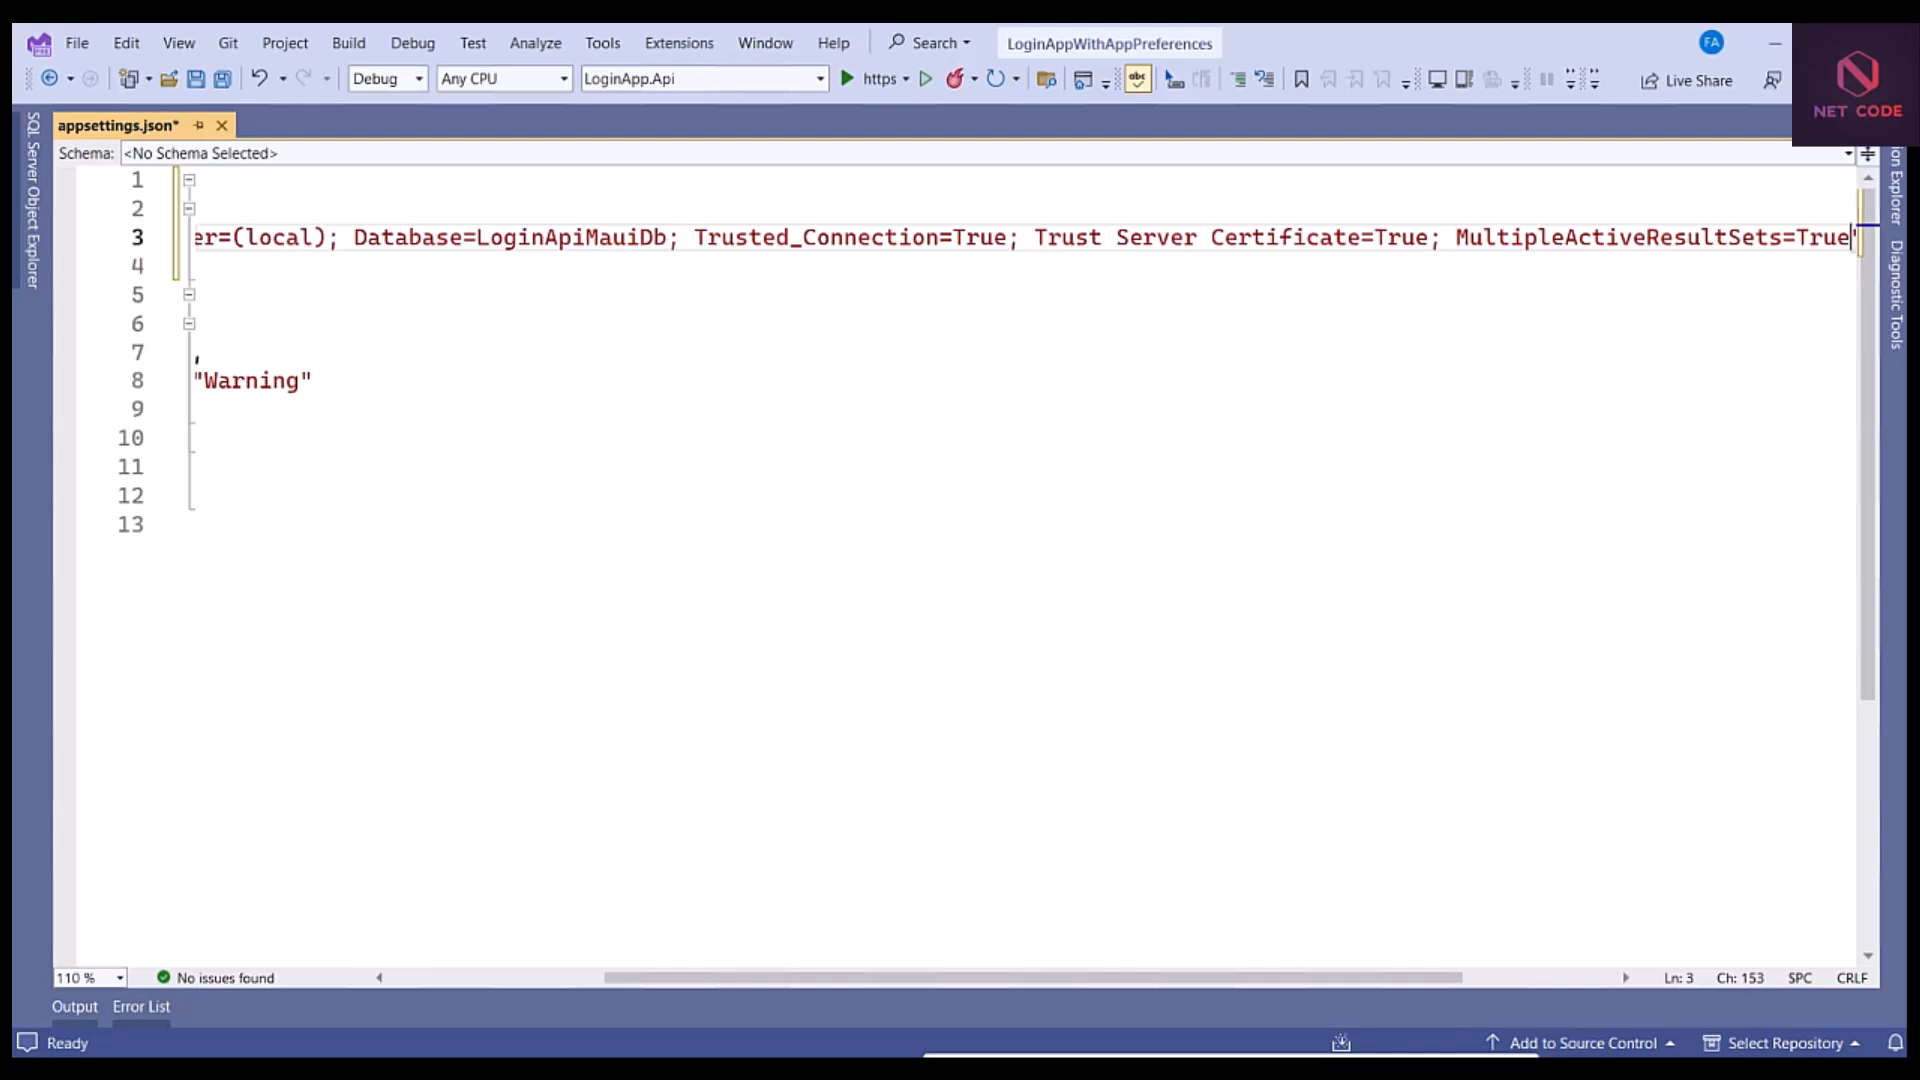 File Edit View Git Project Build Debug Test Analyze Tools Extensions Window Help Search LoginAppWithAppPreferences FA
Debug Any CPU LoginApp.Api https Live Share
NET CODE
appsettings.json*
Schema: <No Schema Selected>
SQL Server Object Explorer
ion Explorer
Diagnostic Tools
1
2
3 er=(local); Database=LoginApiMauiDb; Trusted_Connection=True; Trust Server Certificate=True; MultipleActiveResultSets=True"
4
5
6
7 ,
8 "Warning"
9
10
11
12
13
110 % No issues found Ln: 3 Ch: 153 SPC CRLF
Output Error List
Ready Add to Source Control Select Repository